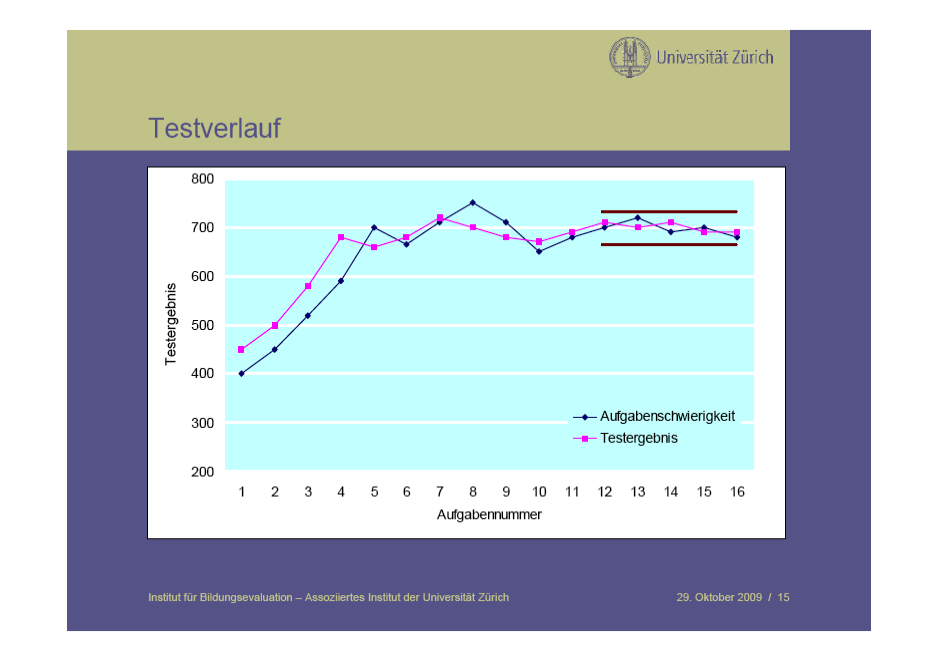 Universität Zürich
Testverlauf
800
700
600
500
400
300
200
Testergebnis
Aufgabenschwierigkeit
Testergebnis
1 2 3 4 5 6 7 8 9 10 11 12 13 14 15 16
Aufgabennummer
Institut für Bildungsevaluation – Assoziiertes Institut der Universität Zürich
29. Oktober 2009 / 15